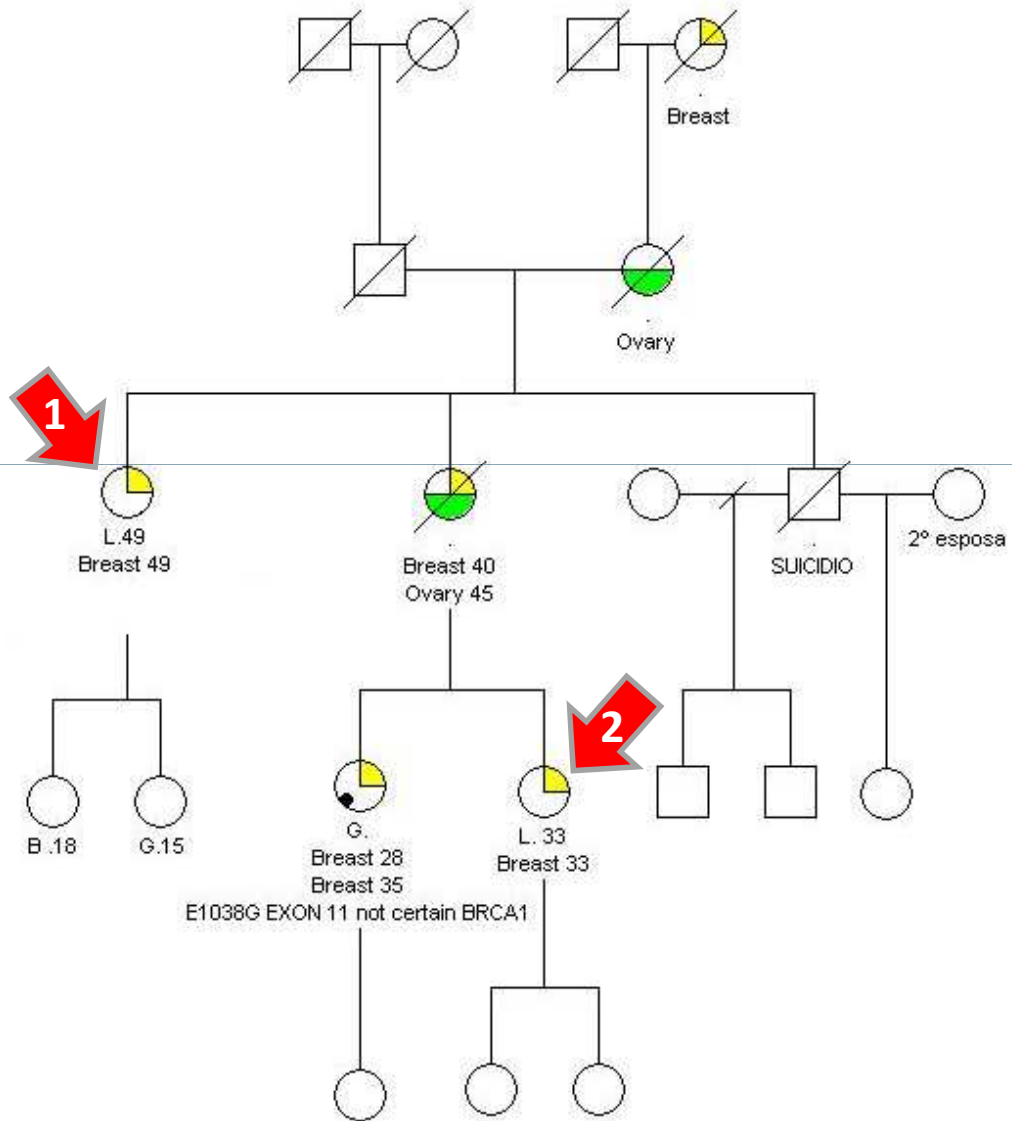 Breast
Ovary
1
L.49
Breast 49
Breast 40
Ovary 45
SUICIDIO
2º esposa
2
B .18
G.15
G.
Breast 28
Breast 35
E1038G EXON 11 not certain BRCA1
L. 33
Breast 33